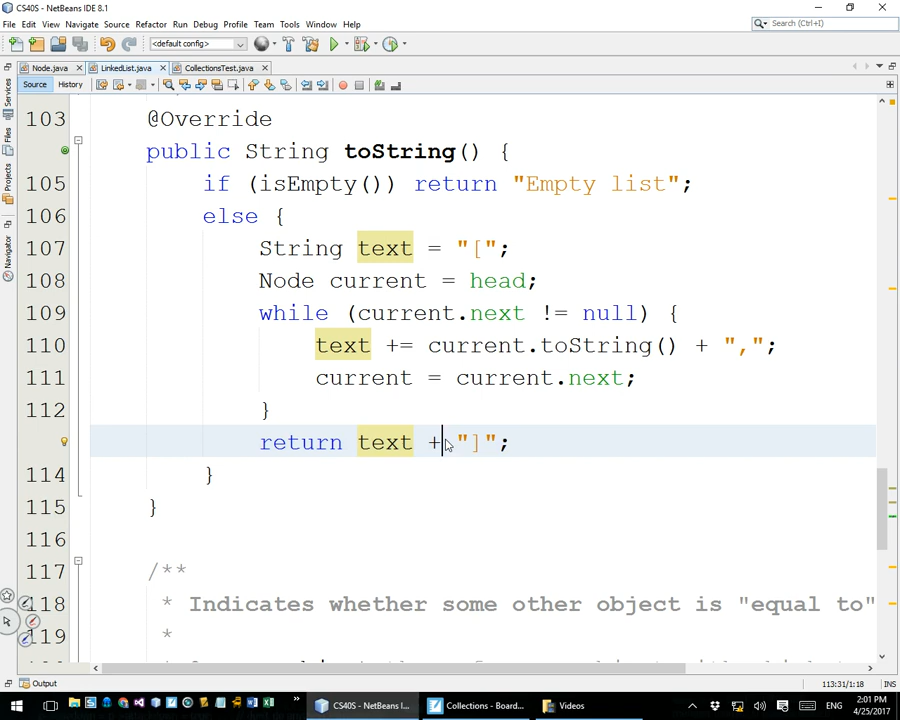 CS40S - NetBeans IDE 8.1
File Edit View Navigate Source Refactor Run Debug Profile Team Tools Window Help
Search (Ctrl+I)
<default config>
Node.java LinkedList.java CollectionsTest.java
Source History
Services
Files
Projects
Navigator
103 @Override
public String toString() {
105 if (isEmpty()) return "Empty list";
106 else {
107 String text = "[";
108 Node current = head;
109 while (current.next != null) {
110 text += current.toString() + ",";
111 current = current.next;
112 }
return text + "]";
114 }
115 }
116
117 /**
118 * Indicates whether some other object is "equal to"
119 *
Output
113:31/1:18 INS
CS40S - NetBeans I... Collections - Board... Videos
ENG
2:01 PM
4/25/2017